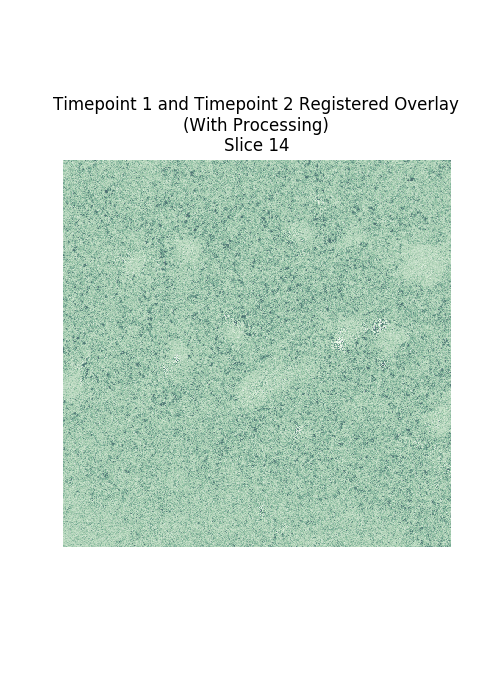 Timepoint 1 and Timepoint 2 Registered Overlay
(With Processing)
Slice 14